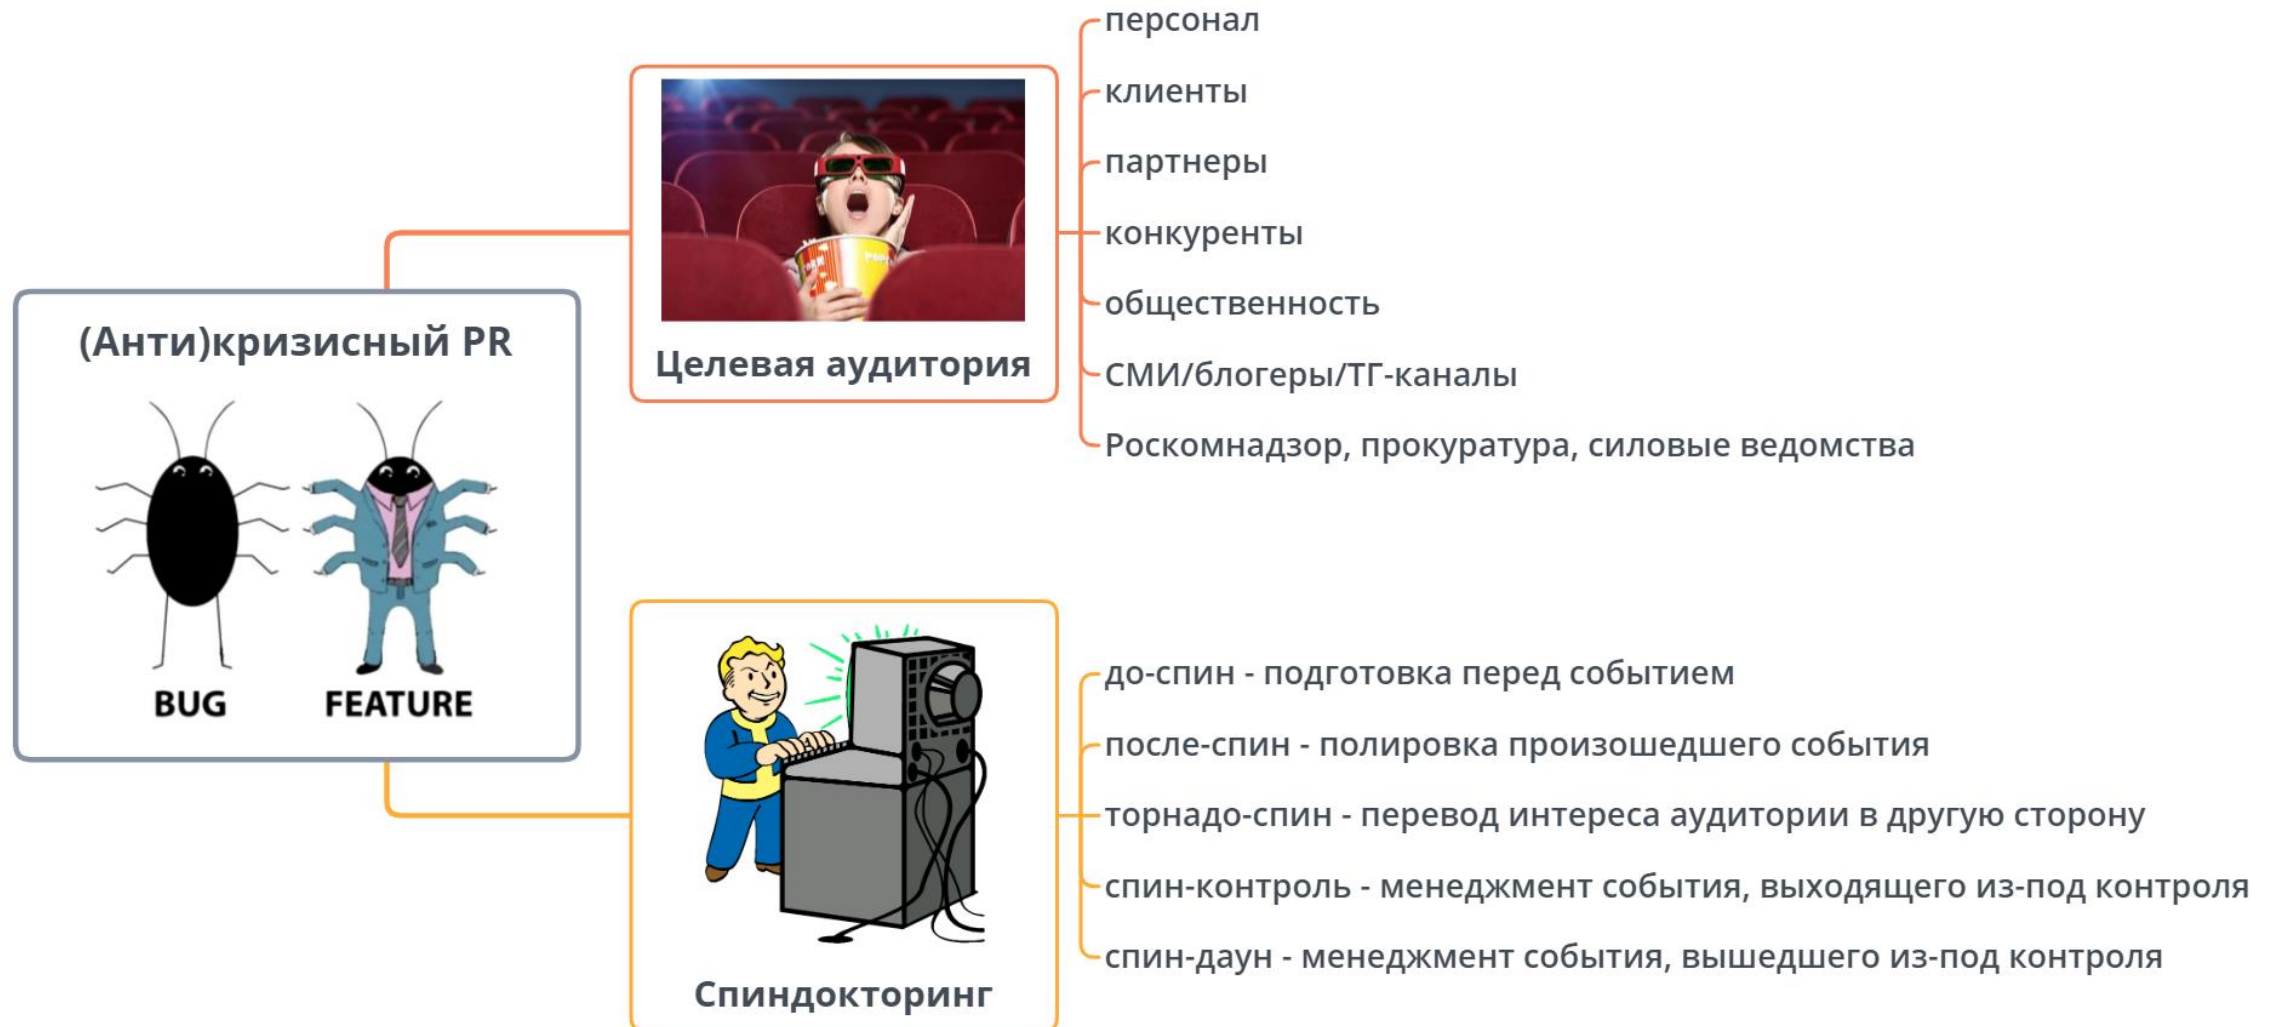 (Анти)кризисный PR
BUG
FEATURE
Целевая аудитория
персонал
клиенты
партнеры
конкуренты
общественность
СМИ/блогеры/ТГ-каналы
Роскомнадзор, прокуратура, силовые ведомства
Спиндокторинг
до-спин - подготовка перед событием
после-спин - полировка произошедшего события
торнадо-спин - перевод интереса аудитории в другую сторону
спин-контроль - менеджмент события, выходящего из-под контроля
спин-даун - менеджмент события, вышедшего из-под контроля